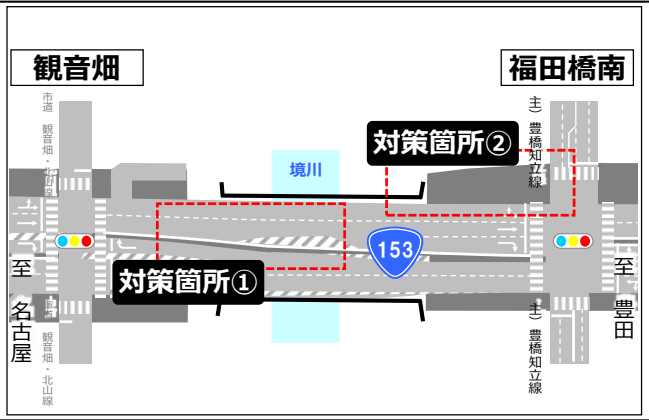 観音畑
福田橋南
市道 観音畑・北山線
主）豊橋知立線
対策箇所②
境川
153
対策箇所①
至 名古屋
至 豊田
市道 観音畑・北山線
主）豊橋知立線